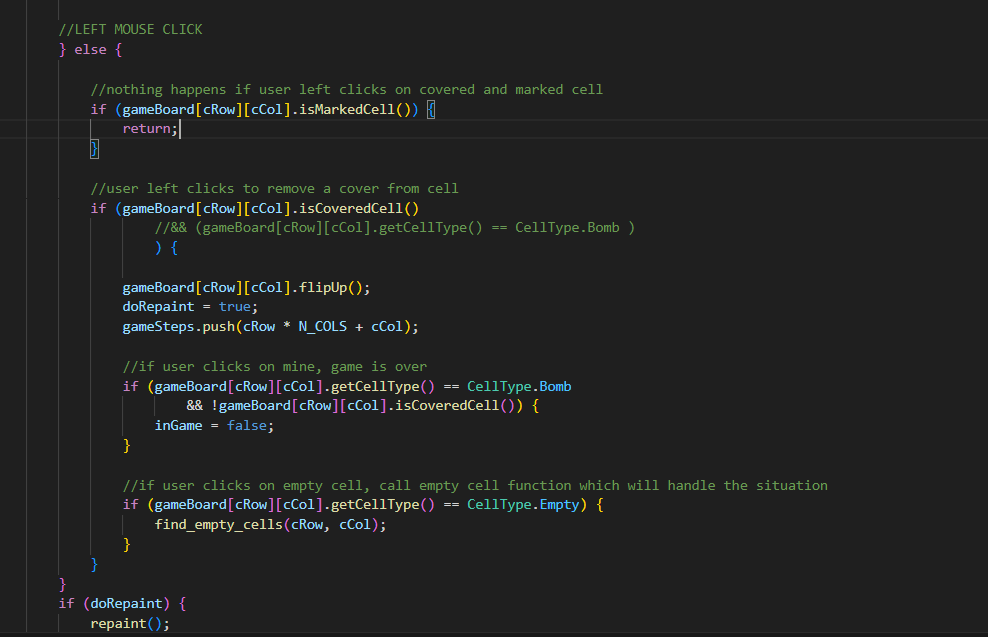 //LEFT MOUSE CLICK
} else {
//nothing happens if user left clicks on covered and marked cell
if (gameBoard[cRow][cCol].isMarkedCell()) {
return;
}
//user left clicks to remove a cover from cell
if (gameBoard[cRow][cCol].isCoveredCell()
//&& (gameBoard[cRow][cCol].getCellType() == CellType.Bomb )
) {
gameBoard[cRow][cCol].flipUp();
doRepaint = true;
gameSteps.push(cRow * N_COLS + cCol);
//if user clicks on mine, game is over
if (gameBoard[cRow][cCol].getCellType() == CellType.Bomb
&& !gameBoard[cRow][cCol].isCoveredCell()) {
inGame = false;
}
//if user clicks on empty cell, call empty cell function which will handle the situation
if (gameBoard[cRow][cCol].getCellType() == CellType.Empty) {
find_empty_cells(cRow, cCol);
}
}
}
if (doRepaint) {
repaint();